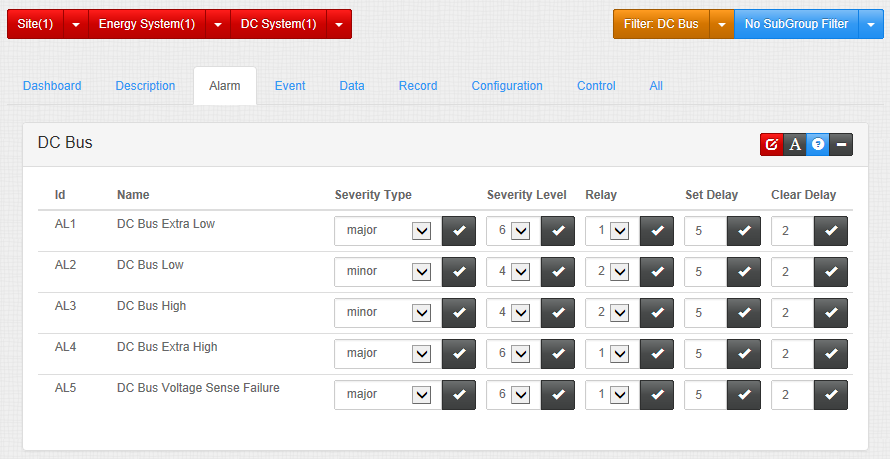 Site(1) Energy System(1) DC System(1) Filter: DC Bus No SubGroup Filter
Dashboard Description Alarm Event Data Record Configuration Control All
DC Bus A ?
Id Name Severity Type Severity Level Relay Set Delay Clear Delay
AL1 DC Bus Extra Low major 6 1 5 2
AL2 DC Bus Low minor 4 2 5 2
AL3 DC Bus High minor 4 2 5 2
AL4 DC Bus Extra High major 6 1 5 2
AL5 DC Bus Voltage Sense Failure major 6 1 5 2